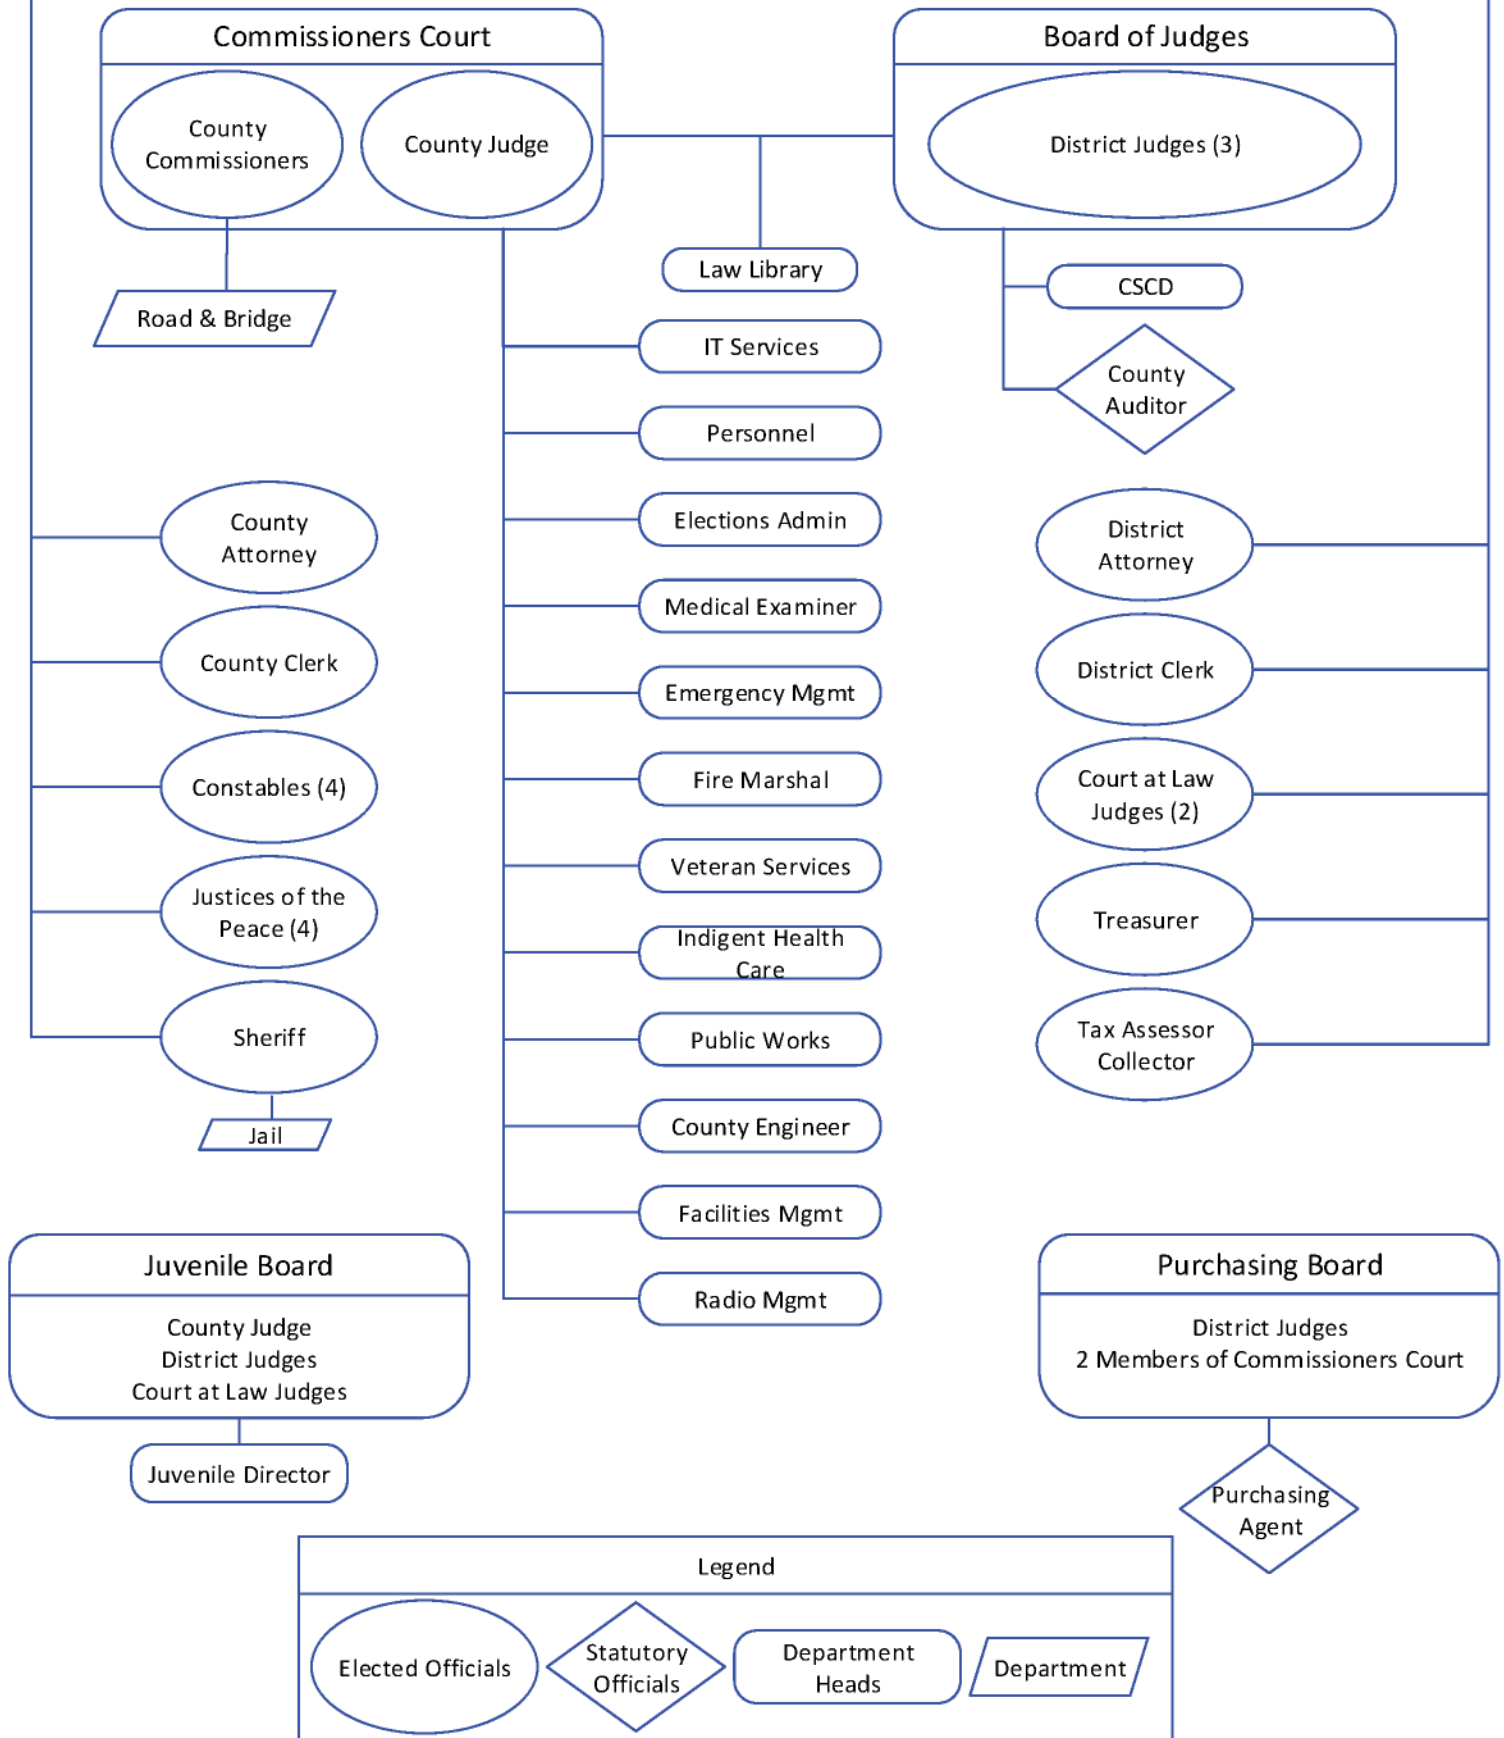 Commissioners Court
County
Commissioners
County Judge
Road & Bridge
Board of Judges
District Judges (3)
Law Library
CSCD
County
Auditor
IT Services
Personnel
Elections Admin
Medical Examiner
Emergency Mgmt
Fire Marshal
Veteran Services
Indigent Health
Care
Public Works
County Engineer
Facilities Mgmt
Radio Mgmt
County
Attorney
County Clerk
Constables (4)
Justices of the
Peace (4)
Sheriff
Jail
District
Attorney
District Clerk
Court at Law
Judges (2)
Treasurer
Tax Assessor
Collector
Juvenile Board
County Judge
District Judges
Court at Law Judges
Juvenile Director
Purchasing Board
District Judges
2 Members of Commissioners Court
Purchasing
Agent
Legend
Elected Officials
Statutory
Officials
Department
Heads
Department